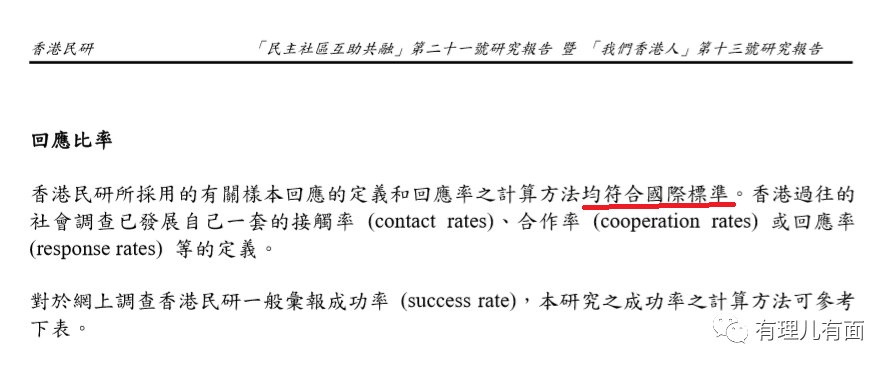 香港民研 「民主社區互助共融」第二十一號研究報告 暨 「我們香港人」第十三號研究報告
回應比率
香港民研所採用的有關樣本回應的定義和回應率之計算方法均符合國際標準。香港過往的
社會調查已發展自己一套的接觸率 (contact rates)、合作率 (cooperation rates) 或回應率
(response rates) 等的定義。
對於網上調查香港民研一般彙報成功率 (success rate)，本研究之成功率之計算方法可參考
下表。
有理儿有面